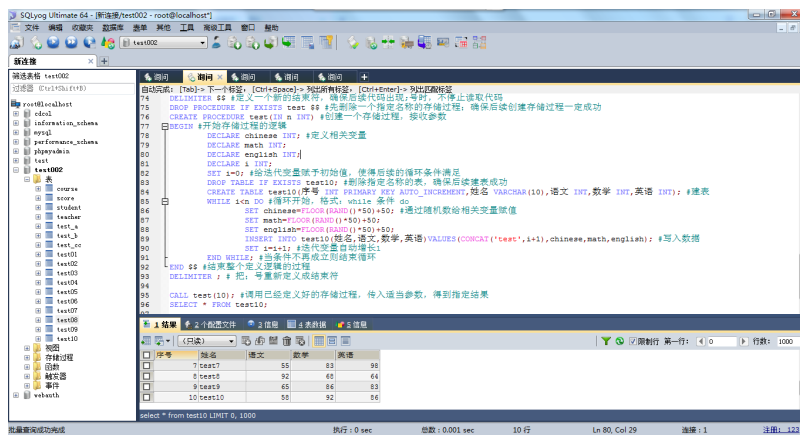 SQLyog Ultimate 64 - [新连接/test002 - root@localhost*]
文件 编辑 收藏夹 数据库 表单 其他 工具 高级工具 窗口 帮助
test002
新连接
筛选表格 test002
过滤器 (Ctrl+Shift+B)
root@localhost
cdcol
information_schema
mysql
performance_schema
phpmyadmin
test
test002
表
course
score
student
teacher
test_a
test_b
test_cc
test01
test02
test03
test04
test05
test06
test07
test08
test09
test10
视图
存储过程
函数
触发器
事件
webauth
询问 询问 询问 询问 询问
自动完成: [Tab]-> 下一个标签, [Ctrl+Space]-> 列出所有标签, [Ctrl+Enter]-> 列出匹配标签
74 DELIMITER $$ #定义一个新的结束符, 确保后续代码出现;号时, 不停止读取代码
75 DROP PROCEDURE IF EXISTS test $$ #先删除一个指定名称的存储过程, 确保后续创建存储过程一定成功
76 CREATE PROCEDURE test(IN n INT) #创建一个存储过程, 接收参数
77 BEGIN #开始存储过程的逻辑
78 DECLARE chinese INT; #定义相关变量
79 DECLARE math INT;
80 DECLARE english INT;
81 DECLARE i INT;
82 SET i=0; #给迭代变量赋予初始值, 使得后续的循环条件满足
83 DROP TABLE IF EXISTS test10; #删除指定名称的表, 确保后续建表成功
84 CREATE TABLE test10(序号 INT PRIMARY KEY AUTO_INCREMENT,姓名 VARCHAR(10),语文 INT,数学 INT,英语 INT); #建表
85 WHILE i<n DO #循环开始, 格式: while 条件 do
86 SET chinese=FLOOR(RAND()*50)+50; #通过随机数给相关变量赋值
87 SET math=FLOOR(RAND()*50)+50;
88 SET english=FLOOR(RAND()*50)+50;
89 INSERT INTO test10(姓名,语文,数学,英语)VALUES(CONCAT('test',i+1),chinese,math,english); #写入数据
90 SET i=i+1; #迭代变量自动增长1
91 END WHILE; #当条件不再成立则结束循环
92 END $$ #结束整个定义逻辑的过程
93 DELIMITER ; # 把; 号重新定义成结束符
94
95 CALL test(10); #调用已经定义好的存储过程, 传入适当参数, 得到指定结果
96 SELECT * FROM test10;
97
1 结果 2 个配置文件 3 信息 4 表数据 5 信息
(只读) 限制行 第一行: 0 行数: 1000
序号 姓名 语文 数学 英语
7 test7 55 83 98
8 test8 92 68 64
9 test9 65 86 83
10 test10 58 92 86
select * from test10 LIMIT 0, 1000
批量查询成功完成 执行: 0 sec 总数: 0.001 sec 10 行 Ln 80, Col 29 连接: 1 注册: 123